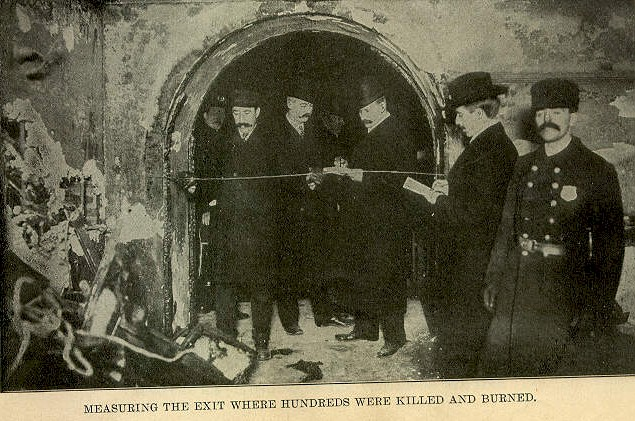 MEASURING THE EXIT WHERE HUNDREDS WERE KILLED AND BURNED.